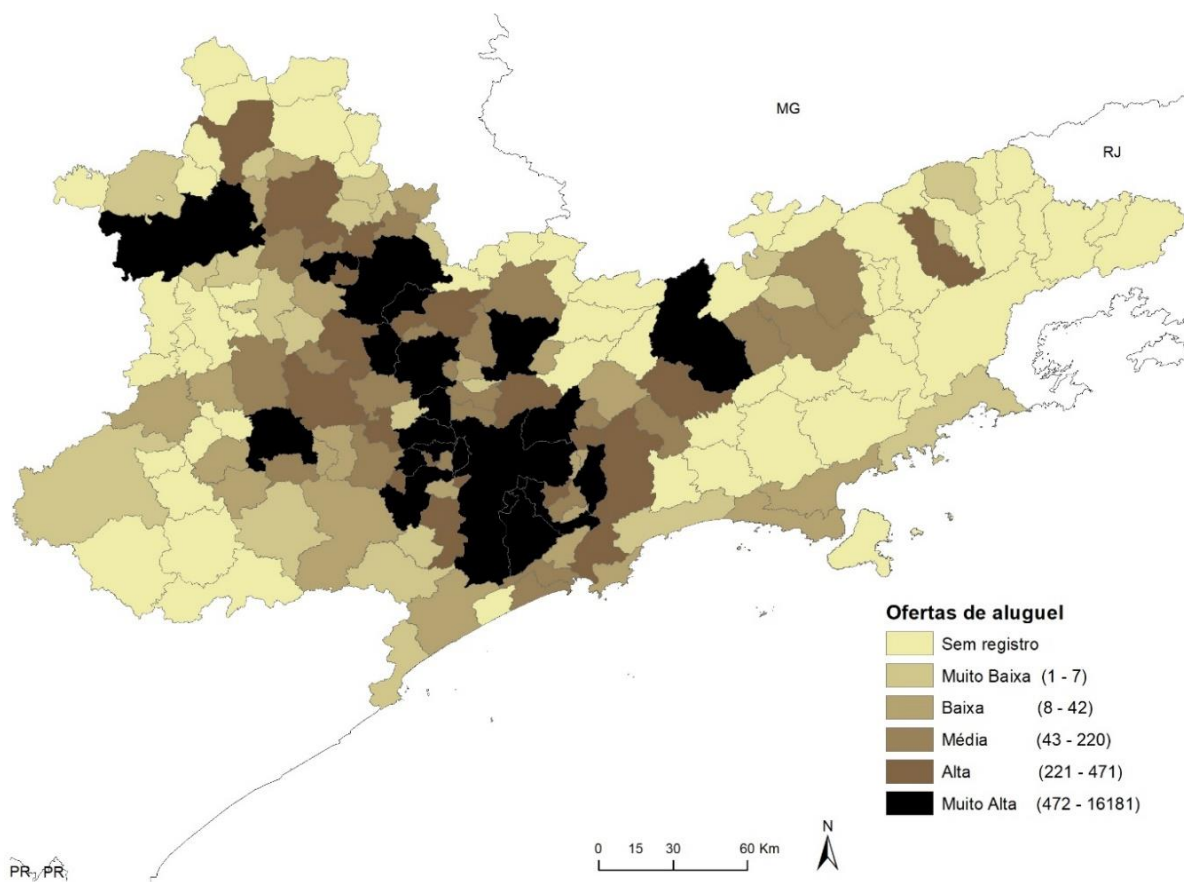 MG
RJ
Ofertas de aluguel
Sem registro
Muito Baixa (1 - 7)
Baixa (8 - 42)
Média (43 - 220)
Alta (221 - 471)
Muito Alta (472 - 16181)
N
0 15 30 60 Km
PR PR